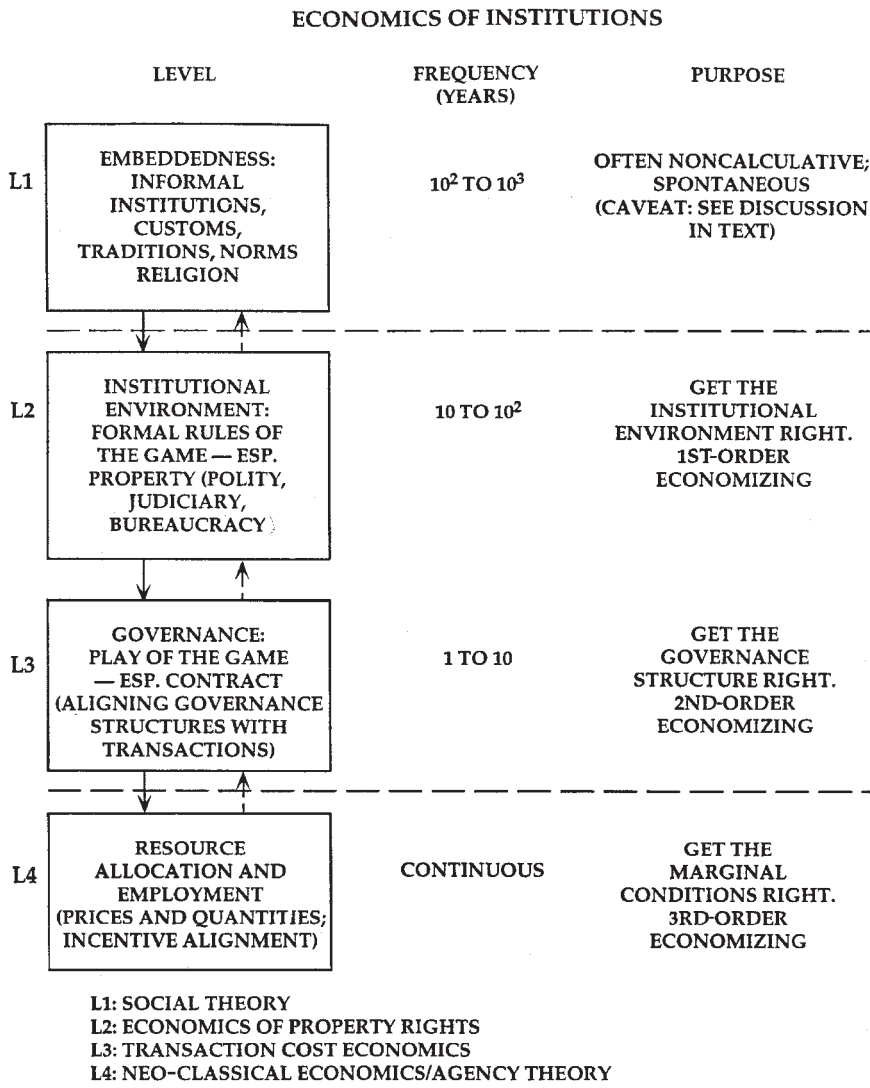 ECONOMICS OF INSTITUTIONS
LEVEL
FREQUENCY
(YEARS)
PURPOSE
L1
EMBEDDEDNESS:
INFORMAL
INSTITUTIONS,
CUSTOMS,
TRADITIONS, NORMS
RELIGION
10² TO 10³
OFTEN NONCALCULATIVE;
SPONTANEOUS
(CAVEAT: SEE DISCUSSION
IN TEXT)
L2
INSTITUTIONAL
ENVIRONMENT:
FORMAL RULES OF
THE GAME — ESP.
PROPERTY (POLITY,
JUDICIARY,
BUREAUCRACY)
10 TO 10²
GET THE
INSTITUTIONAL
ENVIRONMENT RIGHT.
1ST-ORDER
ECONOMIZING
L3
GOVERNANCE:
PLAY OF THE GAME
— ESP. CONTRACT
(ALIGNING GOVERNANCE
STRUCTURES WITH
TRANSACTIONS)
1 TO 10
GET THE
GOVERNANCE
STRUCTURE RIGHT.
2ND-ORDER
ECONOMIZING
L4
RESOURCE
ALLOCATION AND
EMPLOYMENT
(PRICES AND QUANTITIES;
INCENTIVE ALIGNMENT)
CONTINUOUS
GET THE
MARGINAL
CONDITIONS RIGHT.
3RD-ORDER
ECONOMIZING
L1: SOCIAL THEORY
L2: ECONOMICS OF PROPERTY RIGHTS
L3: TRANSACTION COST ECONOMICS
L4: NEO-CLASSICAL ECONOMICS/AGENCY THEORY